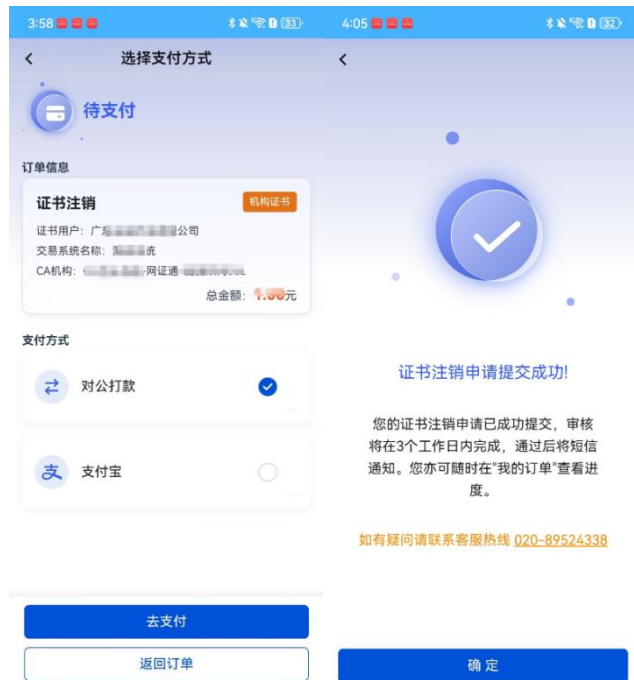 3:58
33
选择支付方式
待支付
订单信息
证书注销
机构证书
证书用户：广 公司
交易系统名称： 统
CA机构： 网证通
总金额： 元
支付方式
对公打款
支 支付宝
去支付
返回订单
4:05
32
证书注销申请提交成功!
您的证书注销申请已成功提交，审核
将在3个工作日内完成，通过后将短信
通知。您亦可随时在"我的订单"查看进
度。
如有疑问请联系客服热线 020-89524338
确定